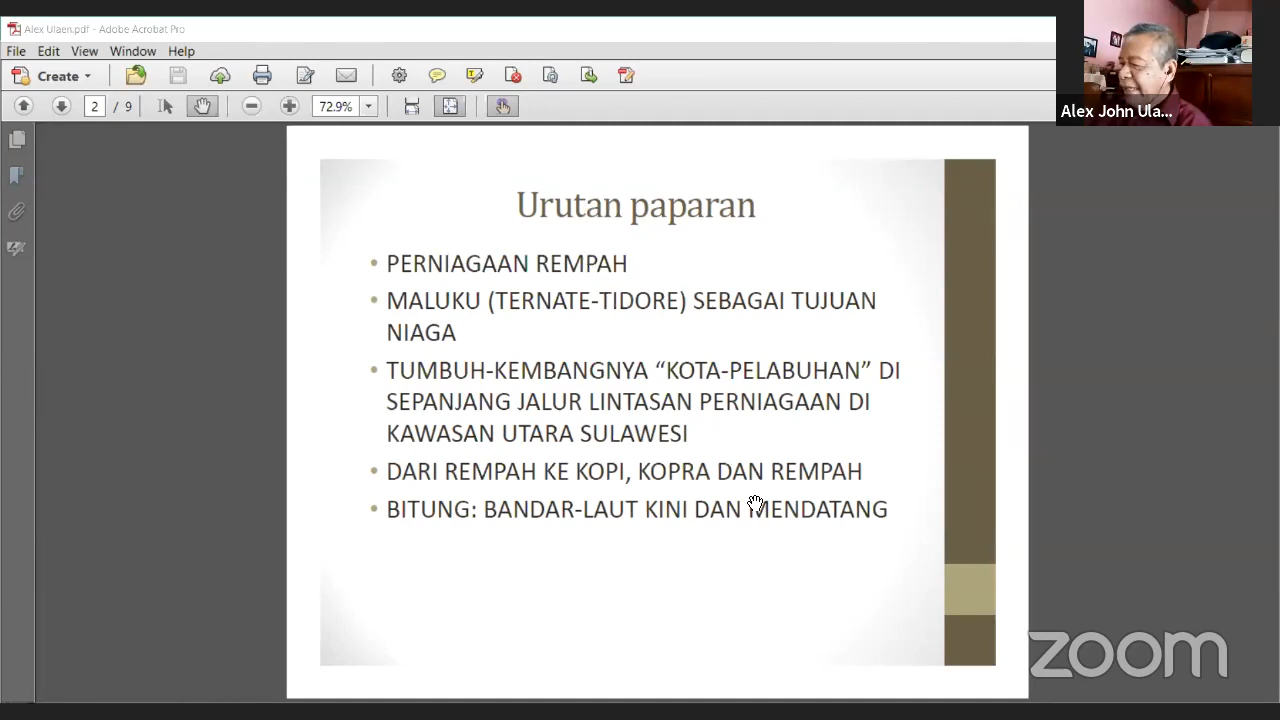 Alex Ulaen.pdf - Adobe Acrobat Pro
File Edit View Window Help
Create
2 / 9 72.9%
Alex John Ula...
Urutan paparan
• PERNIAGAAN REMPAH
• MALUKU (TERNATE-TIDORE) SEBAGAI TUJUAN
NIAGA
• TUMBUH-KEMBANGNYA “KOTA-PELABUHAN” DI
SEPANJANG JALUR LINTASAN PERNIAGAAN DI
KAWASAN UTARA SULAWESI
• DARI REMPAH KE KOPI, KOPRA DAN REMPAH
• BITUNG: BANDAR-LAUT KINI DAN MENDATANG
zoom